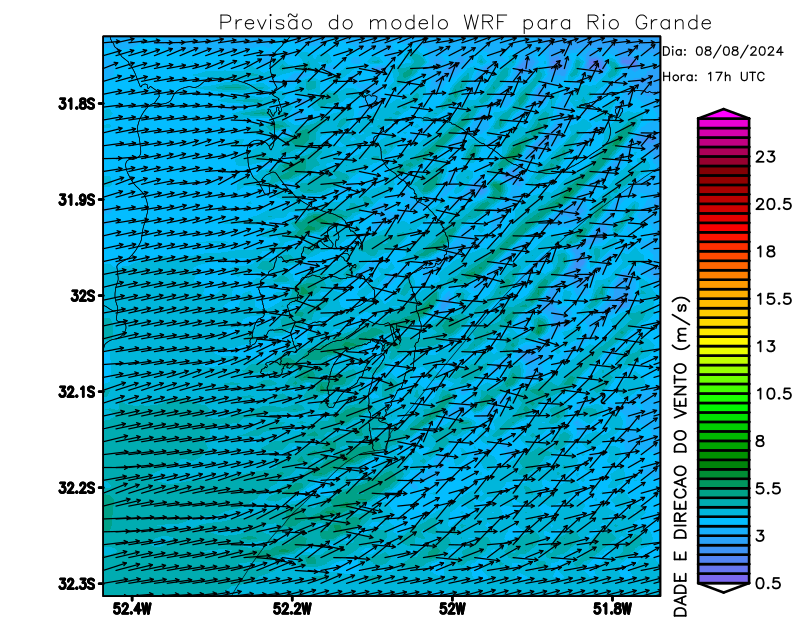 Previsão do modelo WRF para Rio Grande
Dia: 08/08/2024
Hora: 17h UTC
31.8S
31.9S
32S
32.1S
32.2S
32.3S
52.4W
52.2W
52W
51.8W
23
20.5
18
15.5
13
10.5
8
5.5
3
0.5
DADE E DIRECAO DO VENTO (m/s)